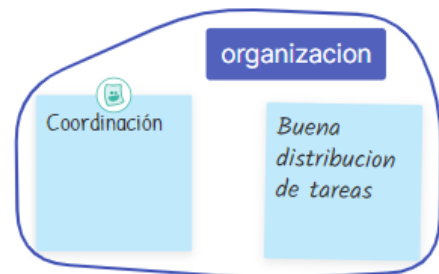 organizacion
Coordinación
Buena
distribucion
de tareas